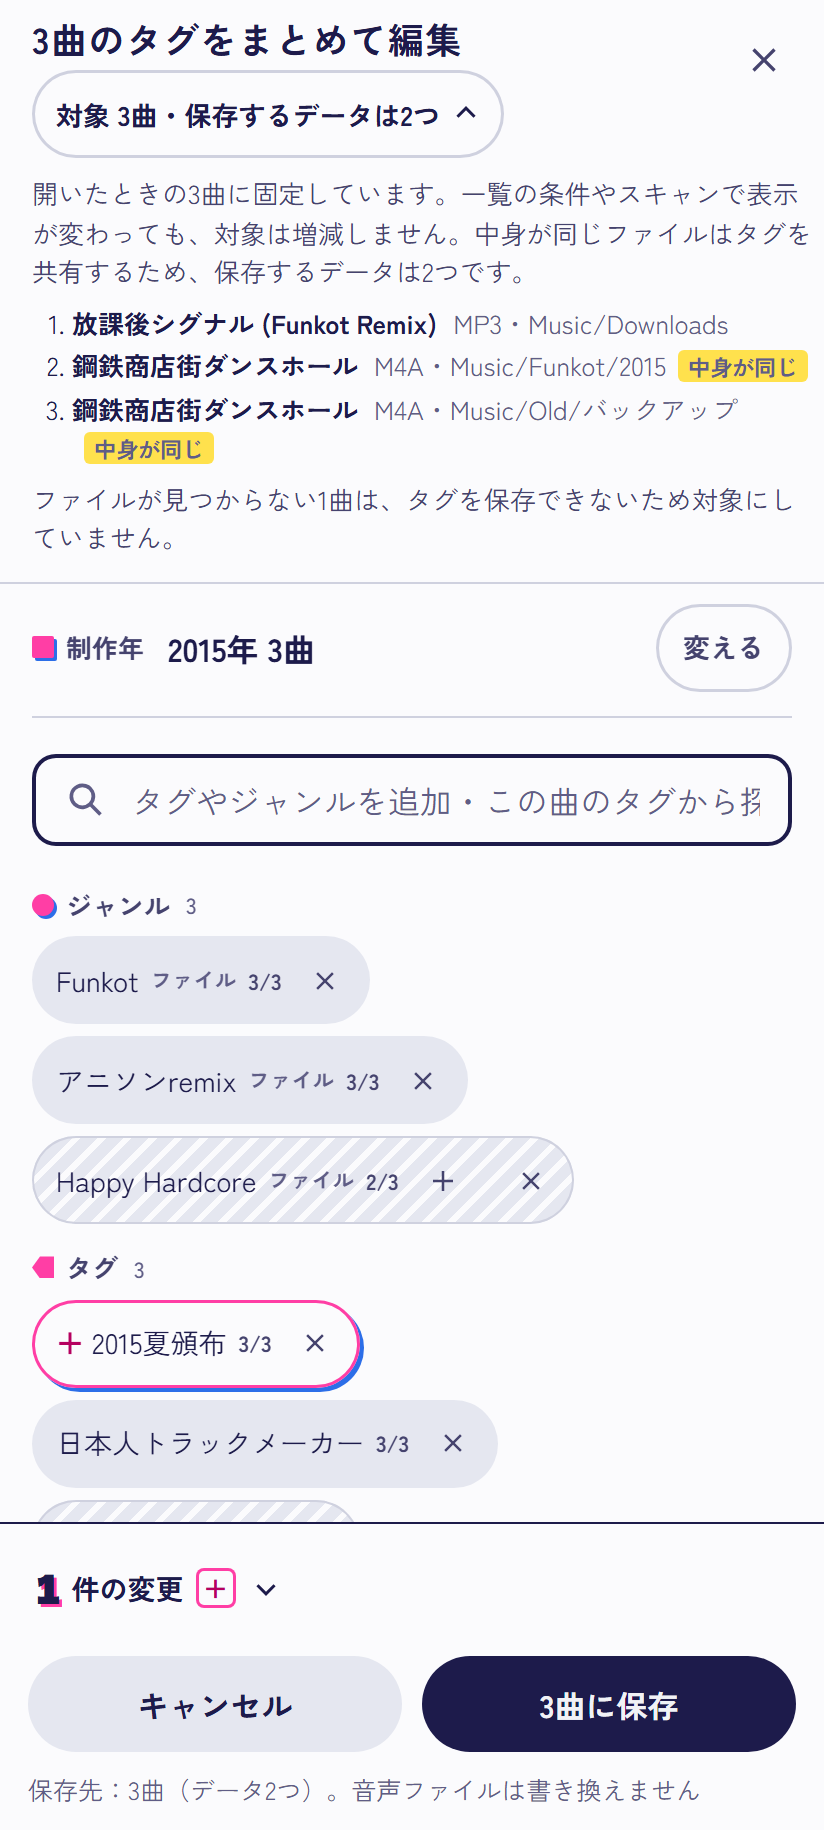 3曲のタグをまとめて編集
対象 3曲・保存するデータは2つ
開いたときの3曲に固定しています。一覧の条件やスキャンで表示
が変わっても、対象は増減しません。中身が同じファイルはタグを
共有するため、保存するデータは2つです。
1. 放課後シグナル (Funkot Remix) MP3・Music/Downloads
2. 鋼鉄商店街ダンスホール M4A・Music/Funkot/2015 中身が同じ
3. 鋼鉄商店街ダンスホール M4A・Music/Old/バックアップ
中身が同じ
ファイルが見つからない1曲は、タグを保存できないため対象にし
ていません。
制作年 2015年 3曲 変える
タグやジャンルを追加・この曲のタグから探
ジャンル 3
Funkot ファイル 3/3
アニソンremix ファイル 3/3
Happy Hardcore ファイル 2/3
タグ 3
2015夏頒布 3/3
日本人トラックメーカー 3/3
1件の変更
キャンセル 3曲に保存
保存先：3曲（データ2つ）。音声ファイルは書き換えません